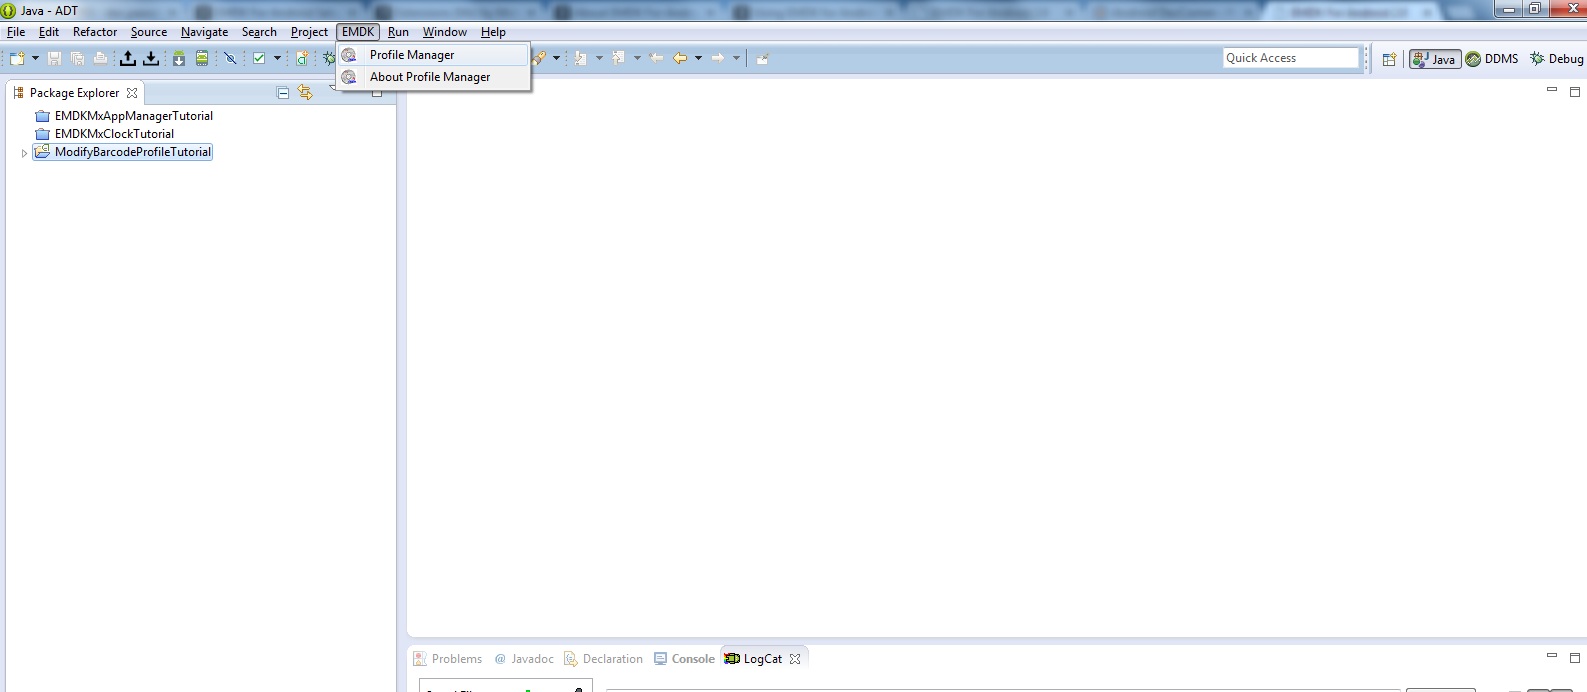 Java - ADT
File Edit Refactor Source Navigate Search Project EMDK Run Window Help
Profile Manager
About Profile Manager
Quick Access
Java DDMS Debug
Package Explorer
EMDKMxAppManagerTutorial
EMDKMxClockTutorial
ModifyBarcodeProfileTutorial
Problems @ Javadoc Declaration Console LogCat